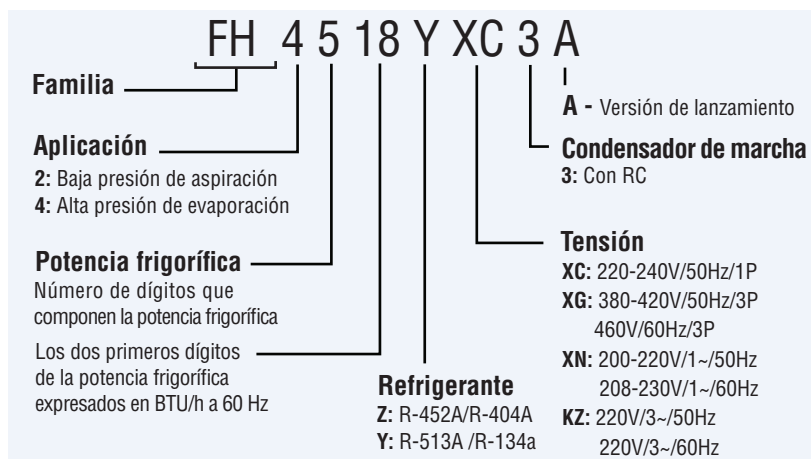 FH 4 5 18 Y XC 3 A
Familia
A - Versión de lanzamiento
Aplicación
2: Baja presión de aspiración
4: Alta presión de evaporación
Condensador de marcha
3: Con RC
Potencia frigorífica
Número de dígitos que
componen la potencia frigorífica
Los dos primeros dígitos
de la potencia frigorífica
expresados en BTU/h a 60 Hz
Refrigerante
Z: R-452A/R-404A
Y: R-513A /R-134a
Tensión
XC: 220-240V/50Hz/1P
XG: 380-420V/50Hz/3P
460V/60Hz/3P
XN: 200-220V/1~/50Hz
208-230V/1~/60Hz
KZ: 220V/3~/50Hz
220V/3~/60Hz